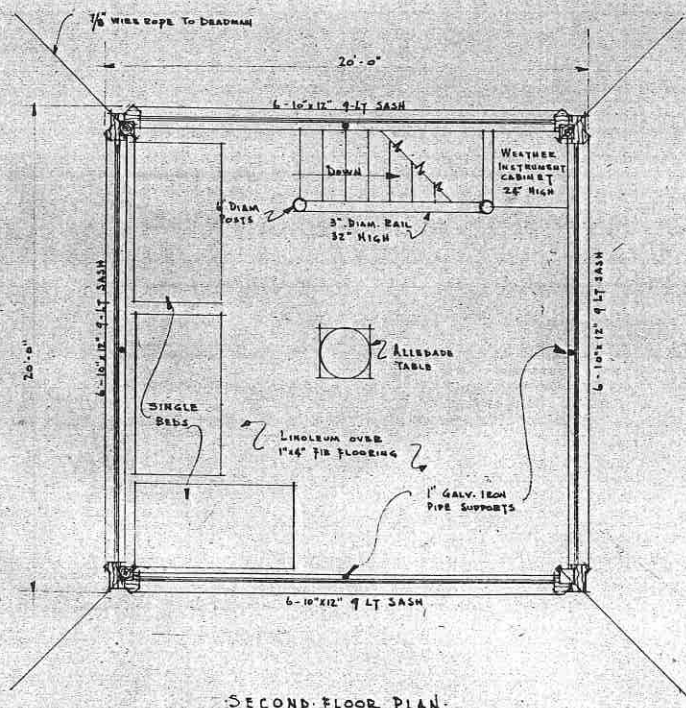 7/8" WIRE ROPE TO DEADMAN
20'-0"
6-10"x12" 9-LT SASH
DOWN
WEATHER
INSTRUMENT
CABINET
24" HIGH
DIAM
POSTS
3" DIAM. RAIL
32" HIGH
6-10"x12" 9-LT SASH
6-10"x12" 9 LT SASH
20'-0"
ALLEDADE
TABLE
SINGLE
BEDS
LINOLEUM OVER
1"x4" FIR FLOORING
1" GALV. IRON
PIPE SUPPORTS
6-10"x12" 9 LT SASH
·SECOND·FLOOR PLAN·